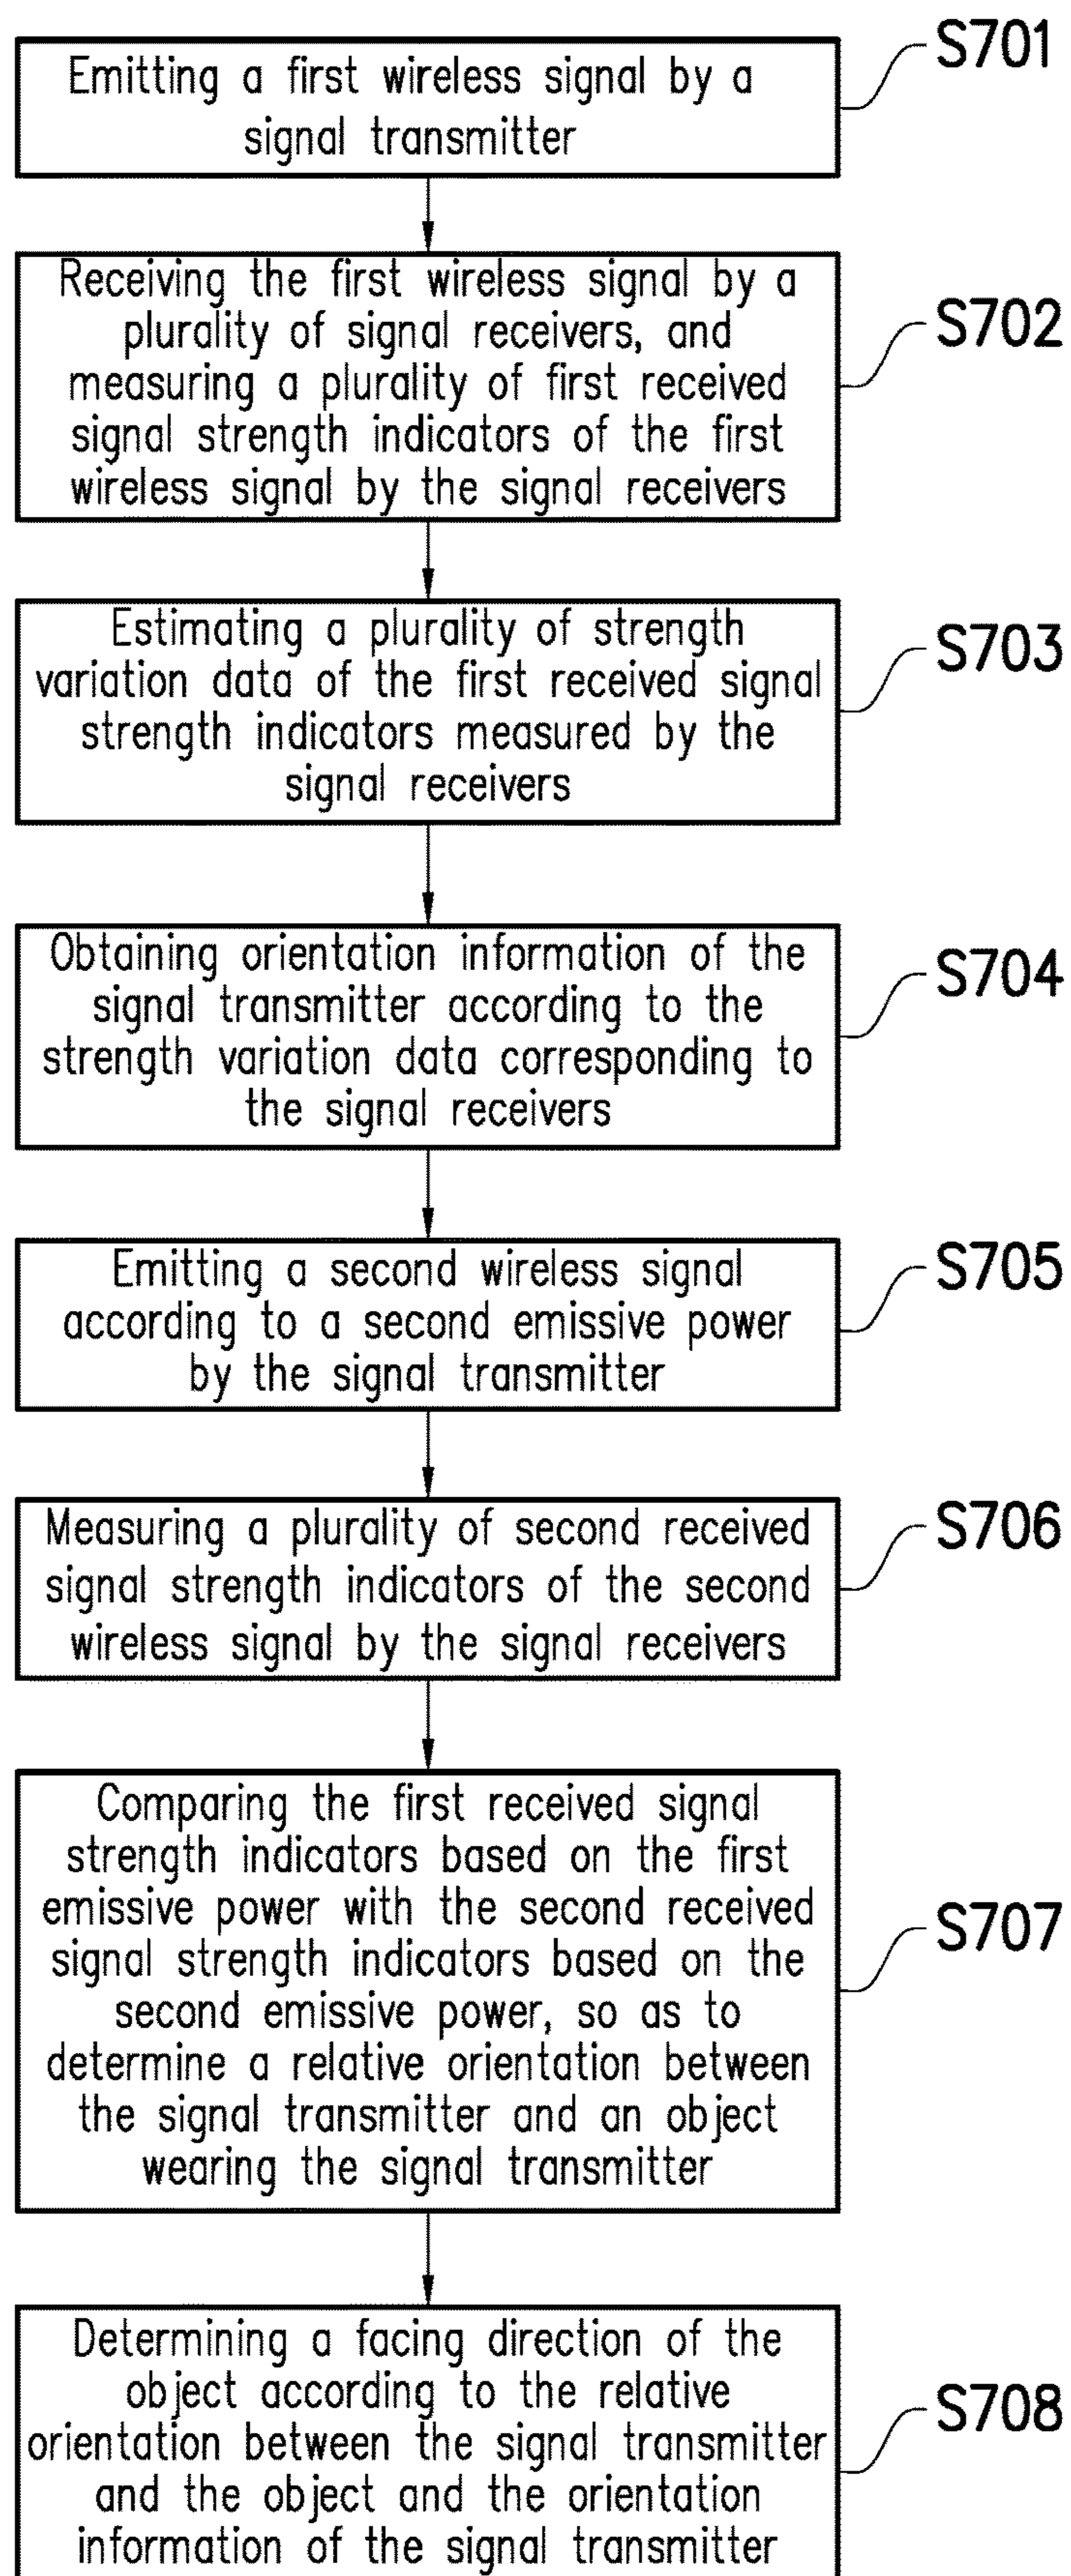 S701
Emitting a first wireless signal by a
signal transmitter
Receiving the first wireless signal by a
plurality of signal receivers, and
measuring a plurality of first received
signal strength indicators of the first
wireless signal by the signal receivers
S702
Estimating a plurality of strength
variation data of the first received signal
strength indicators measured by the
signal receivers
S703
Obtaining orientation information of the
signal transmitter according to the
strength variation data corresponding to
the signal receivers
S704
Emitting a second wireless signal
according to a second emissive power
by the signal transmitter
S705
Measuring a plurality of second received
signal strength indicators of the second
wireless signal by the signal receivers
S706
Comparing the first received signal
strength indicators based on the first
emissive power with the second received
signal strength indicators based on the
second emissive power, so as to
determine a relative orientation between
the signal transmitter and an object
wearing the signal transmitter
S707
Determining a facing direction of the
object according to the relative
orientation between the signal transmitter
and the object and the orientation
information of the signal transmitter
S708